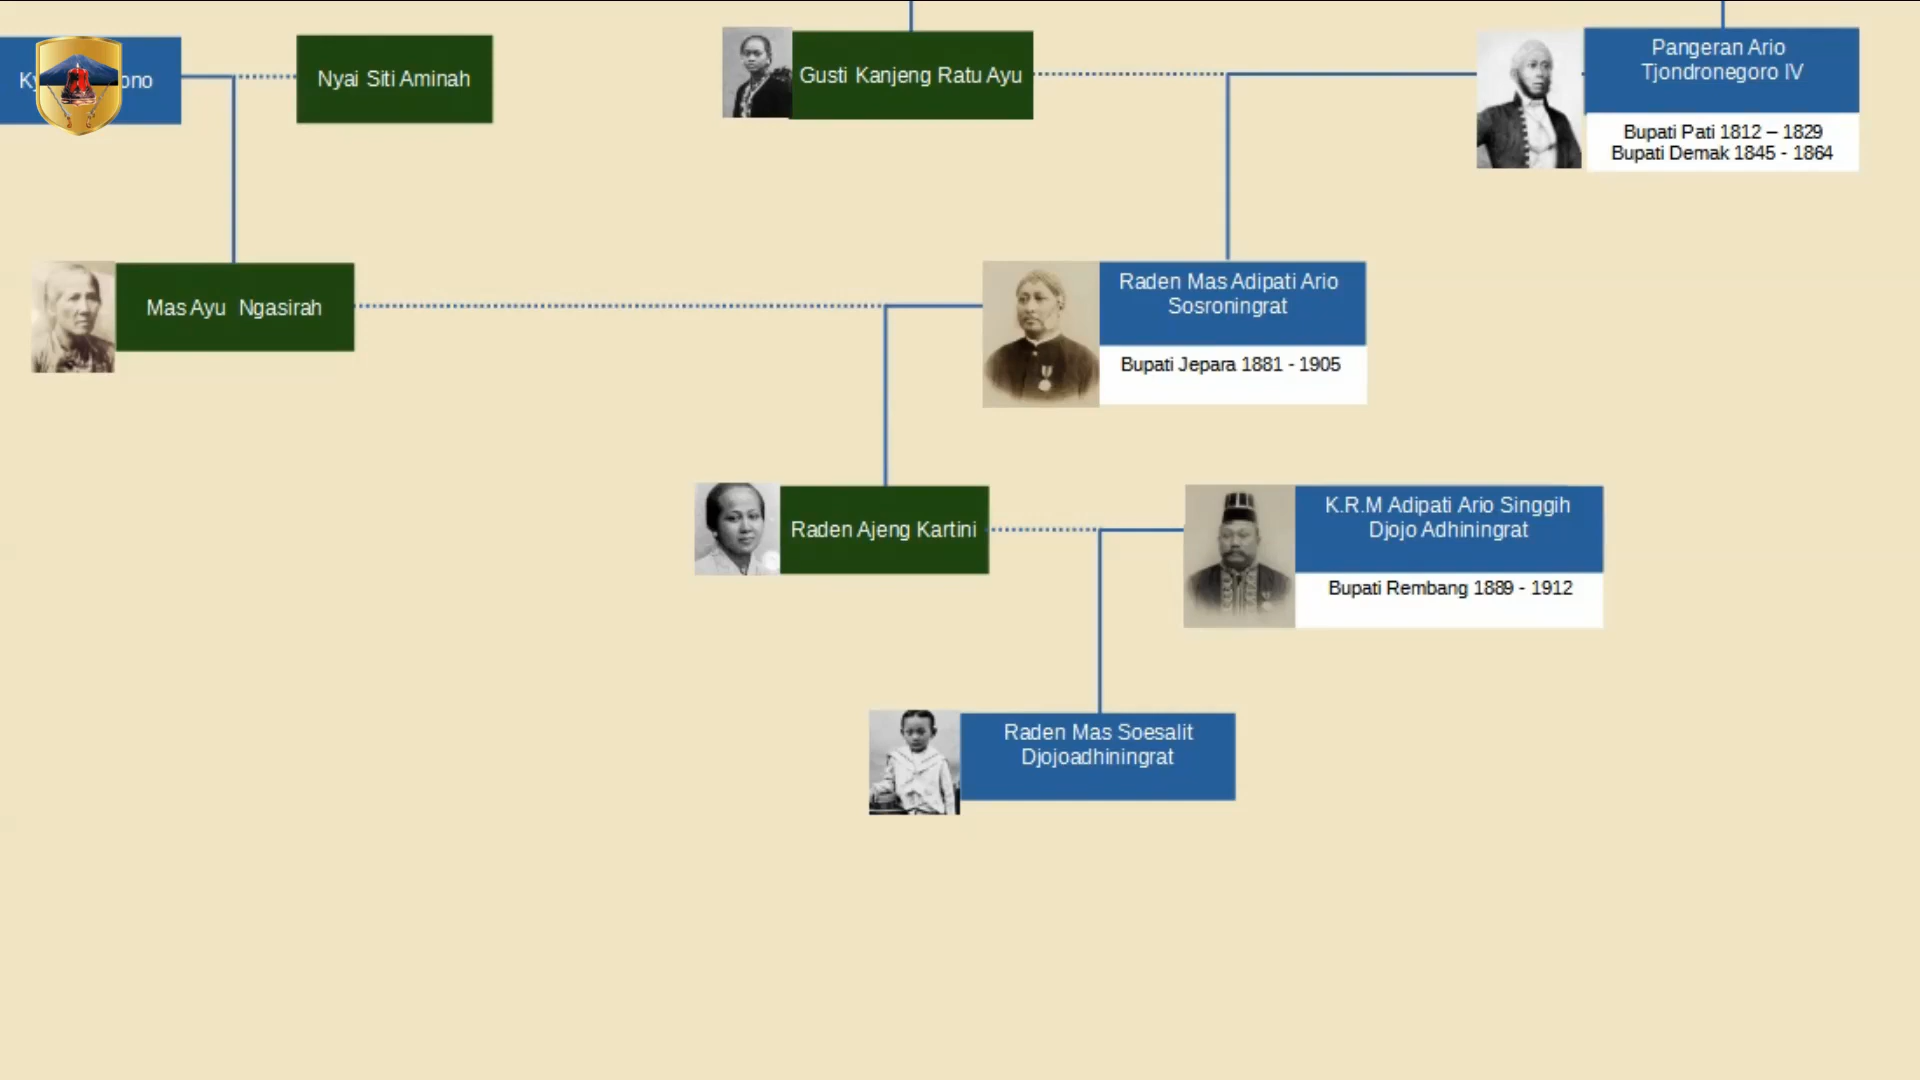 Nyai Siti Aminah
Gusti Kanjeng Ratu Ayu
Pangeran Ario
Tjondronegoro IV
Bupati Pati 1812 – 1829
Bupati Demak 1845 - 1864
Mas Ayu  Ngasirah
Raden Mas Adipati Ario
Sosroningrat
Bupati Jepara 1881 - 1905
Raden Ajeng Kartini
K.R.M Adipati Ario Singgih
Djojo Adhiningrat
Bupati Rembang 1889 - 1912
Raden Mas Soesalit
Djojoadhiningrat